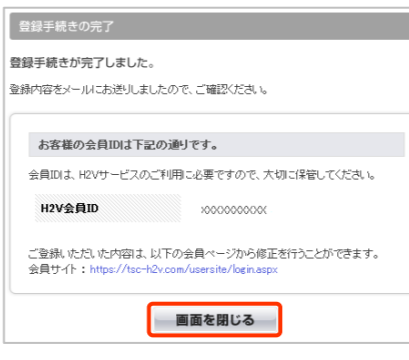 登録手続きの完了
登録手続きが完了しました。
登録内容をメールにお送りしましたので、ご確認ください。
お客様の会員IDは下記の通りです。
会員IDは、H2Vサービスのご利用に必要ですので、大切に保管してください。
H2V会員ID xxxxxxxxxx
ご登録いただいた内容は、以下の会員ページから修正を行うことができます。
会員サイト：https://tsc-h2v.com/usersite/login.aspx
画面を閉じる